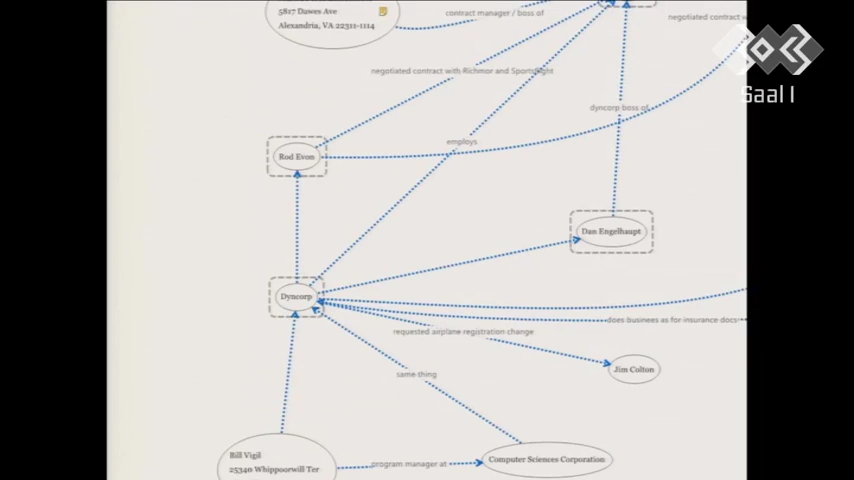 5817 Dawes Ave
Alexandria, VA 22311-1114
contract manager / boss of
negotiated contract w
Saal 1
negotiated contract with Richmor and Sportsflight
dyncorp boss of
employs
Rod Evon
Dan Engelhaupt
Dyncorp
does business as for insurance docs
requested airplane registration change
Jim Colton
same thing
Bill Vigil
25340 Whippoorwill Ter
program manager at
Computer Sciences Corporation